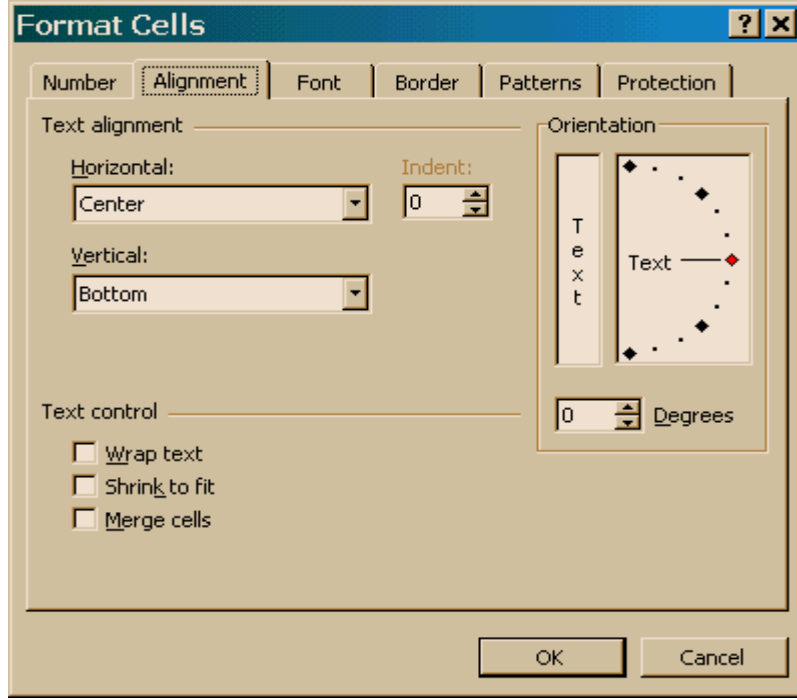 Format Cells
Number Alignment Font Border Patterns Protection
Text alignment
Horizontal: Indent:
Center 0
Vertical:
Bottom
Text control
Wrap text
Shrink to fit
Merge cells
Orientation
Text
Text
0 Degrees
OK Cancel